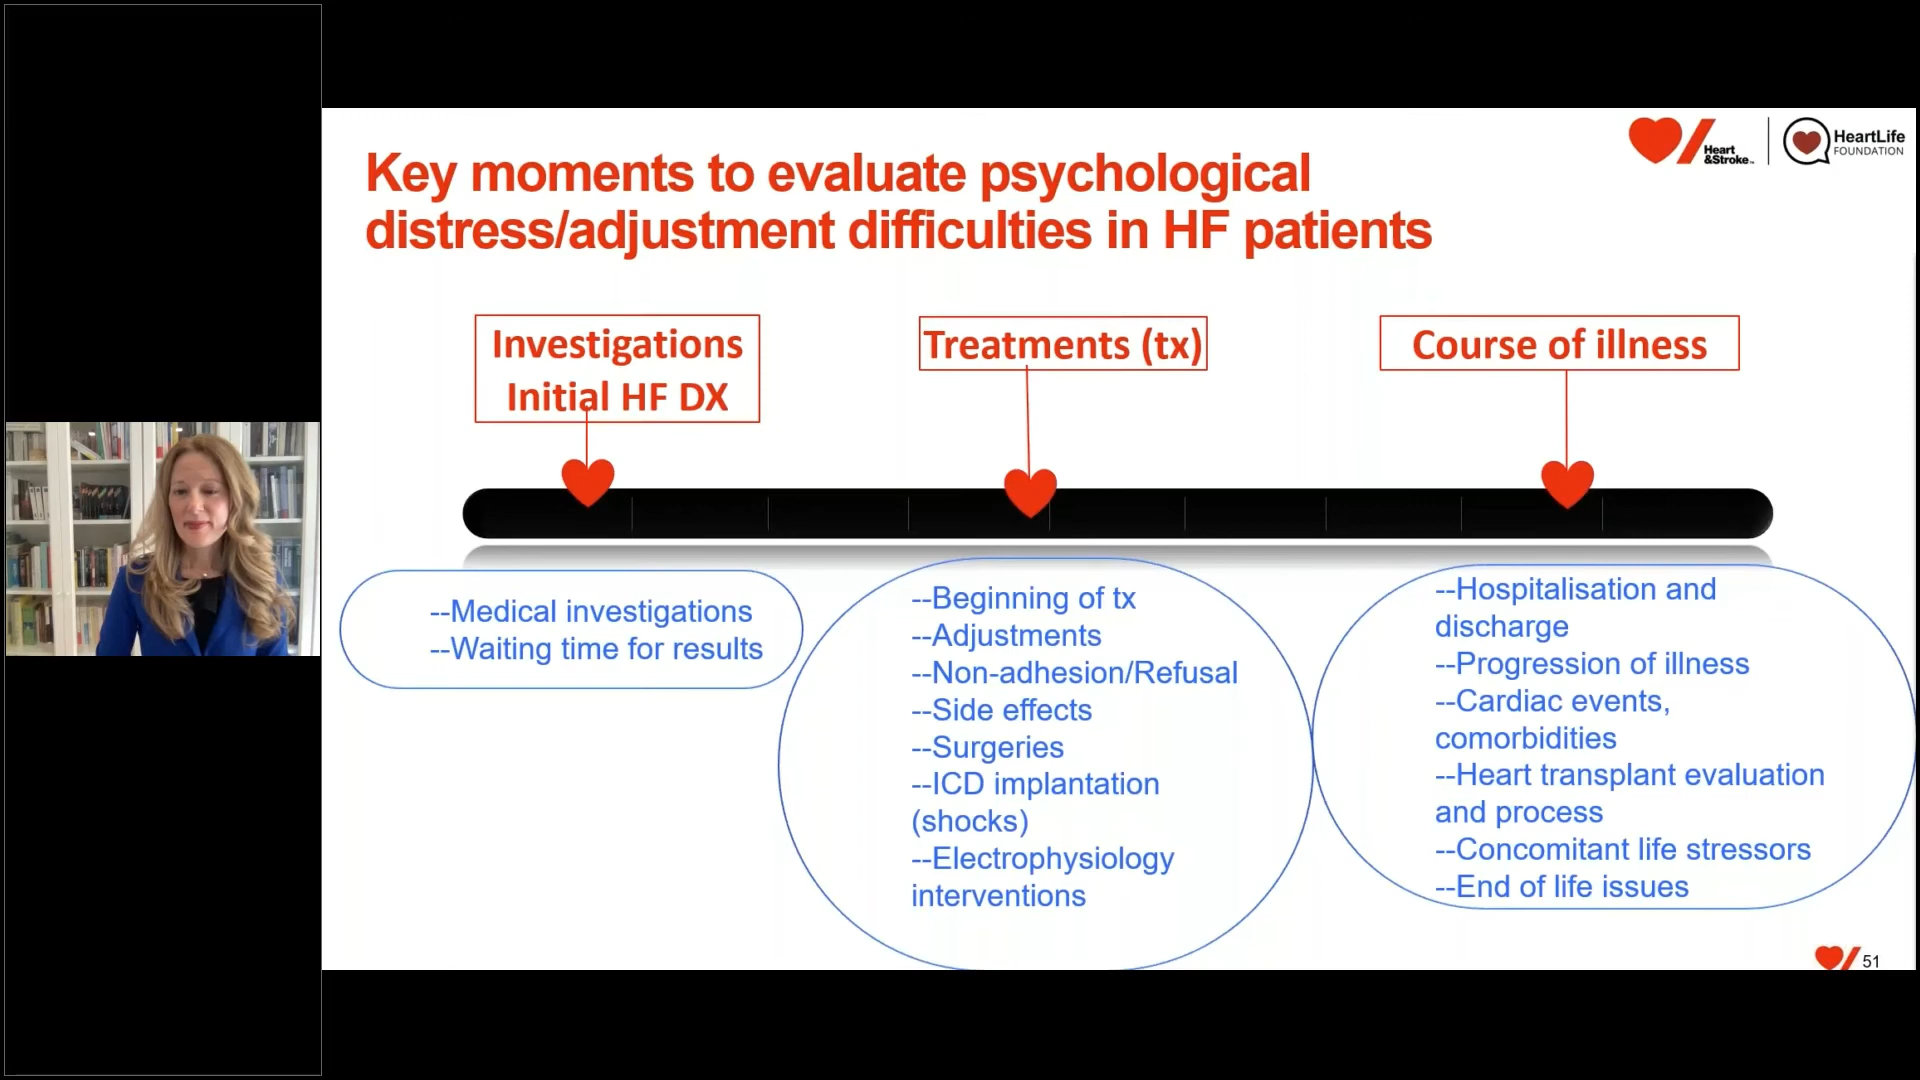 Key moments to evaluate psychological
distress/adjustment difficulties in HF patients
Heart
&Stroke™
HeartLife
FOUNDATION
Investigations
Initial HF DX
Treatments (tx)
Course of illness
--Medical investigations
--Waiting time for results
--Beginning of tx
--Adjustments
--Non-adhesion/Refusal
--Side effects
--Surgeries
--ICD implantation
(shocks)
--Electrophysiology
interventions
--Hospitalisation and
discharge
--Progression of illness
--Cardiac events,
comorbidities
--Heart transplant evaluation
and process
--Concomitant life stressors
--End of life issues
51